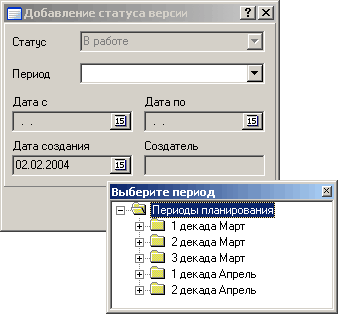 Добавление статуса версии
Статус
В работе
Период
Дата с
Дата по
. .
15
. .
15
Дата создания
Создатель
02.02.2004
15
Выберите период
Периоды планирования
1 декада Март
2 декада Март
3 декада Март
1 декада Апрель
2 декада Апрель